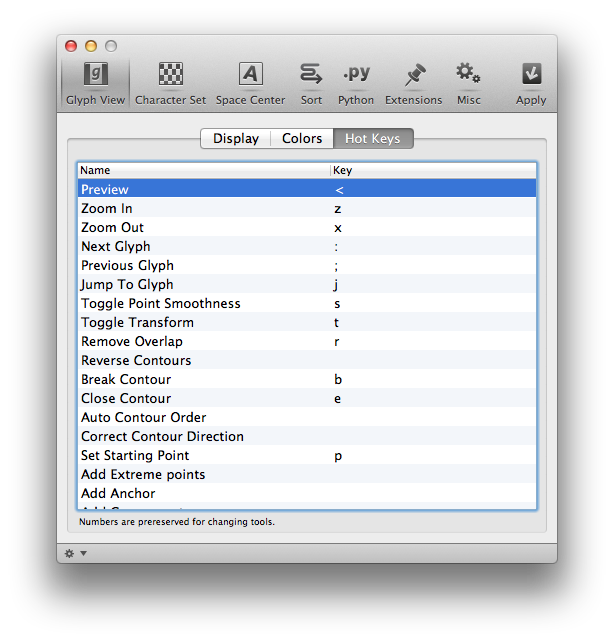 Glyph View Character Set Space Center Sort Python Extensions Misc Apply
Display Colors Hot Keys
Name Key
Preview <
Zoom In z
Zoom Out x
Next Glyph :
Previous Glyph ;
Jump To Glyph j
Toggle Point Smoothness s
Toggle Transform t
Remove Overlap r
Reverse Contours
Break Contour b
Close Contour e
Auto Contour Order
Correct Contour Direction
Set Starting Point p
Add Extreme points
Add Anchor
Numbers are prereserved for changing tools.